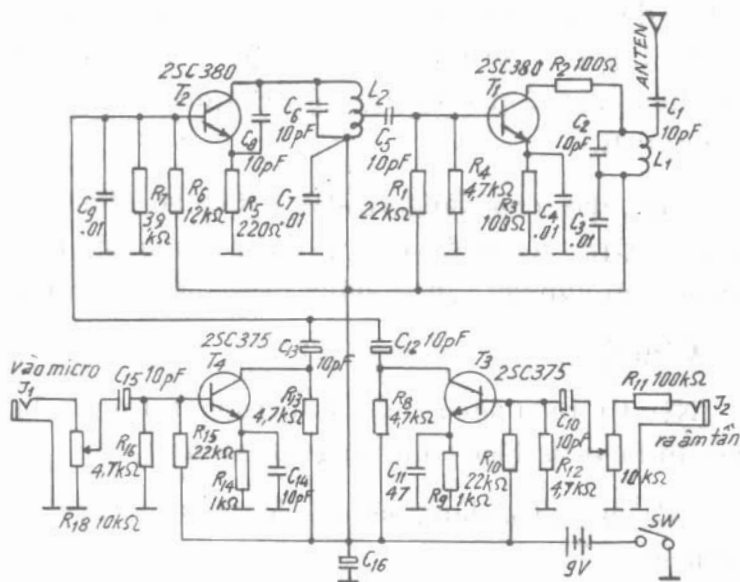 ANTEN
2SC380
T2
C8
10pF
C6
10pF
L2
C5
10pF
2SC380
T1
R2 100Ω
C1
10pF
C2
10pF
L1
C9
.01
R7
3,9
kΩ
R6
12kΩ
R5
220Ω
C7
.01
R1
22kΩ
R4
4,7kΩ
R3
100Ω
C4
.01
C3
.01
2SC375
T4
C13
10pF
C12 10pF
T3
2SC375
vào micro
J1
C15 10pF
R16
4,7kΩ
R18 10kΩ
R15
22kΩ
R14
1kΩ
C14
10pF
R13
4,7kΩ
R8
4,7kΩ
C11
47
R9
1kΩ
R10
22kΩ
C10
10pF
R12
4,7kΩ
R11 100kΩ
J2
ra âm tần
10kΩ
C16
9V
SW